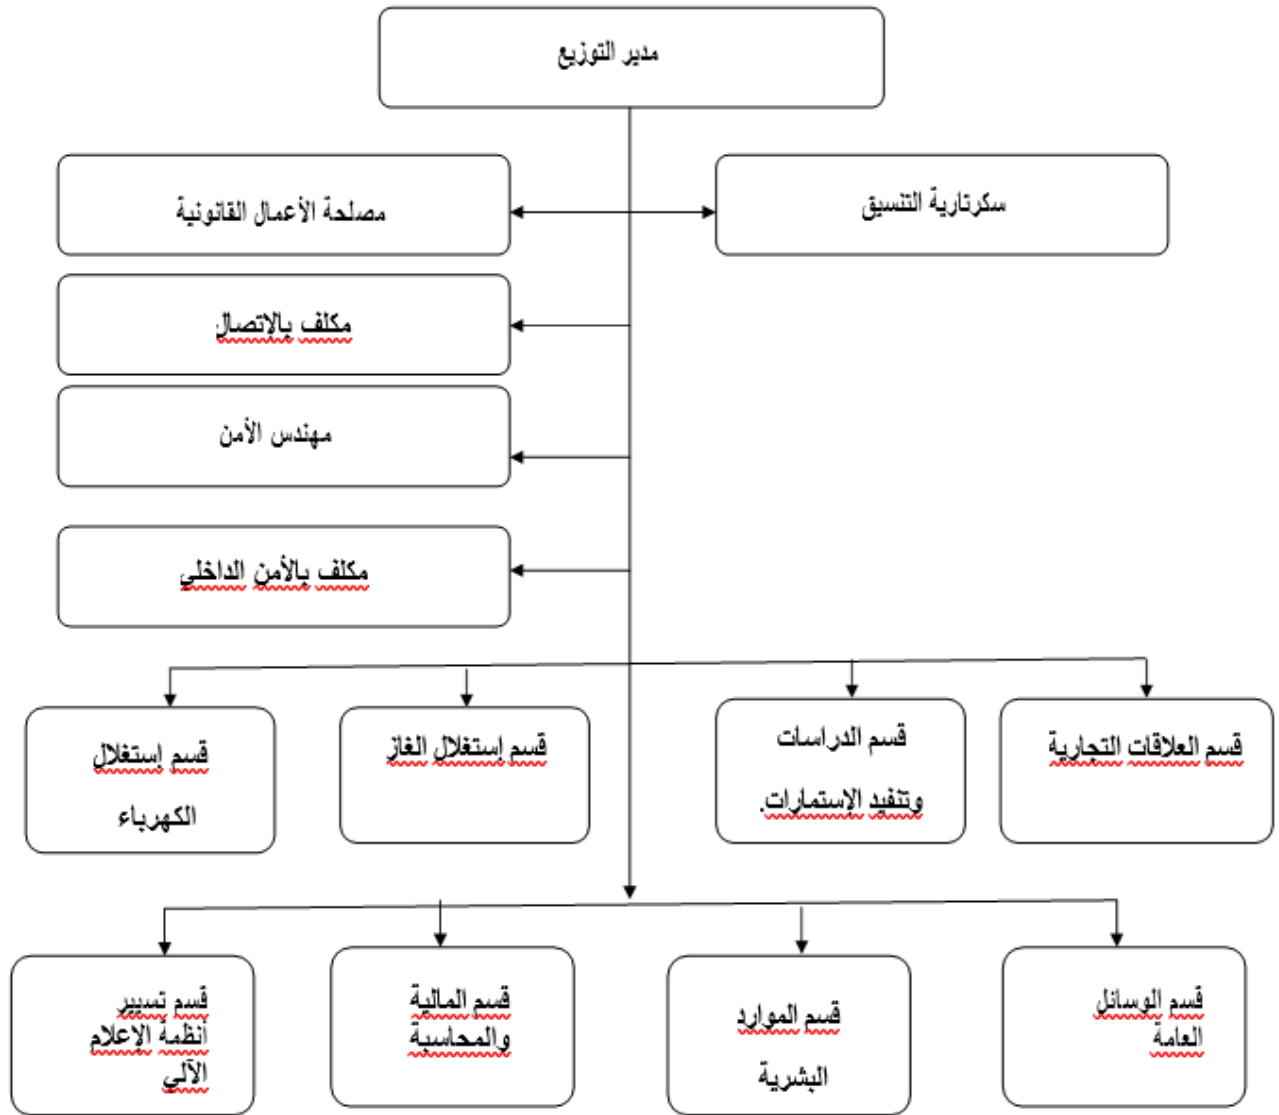 مدير التوزيع
سكرتارية التنسيق
مصلحة الأعمال القانونية
مكلف بالإتصال
مهندس الأمن
مكلف بالأمن الداخلي
قسم العلاقات التجارية
قسم الدراسات
وتنفيد الإستمارات.
قسم إستغلال الغاز
قسم إستغلال
الكهرباء
قسم الوسائل
العامة
قسم الموارد
البشرية
قسم المالية
والمحاسبة
قسم تسيير
أنظمة الإعلام
الآلي